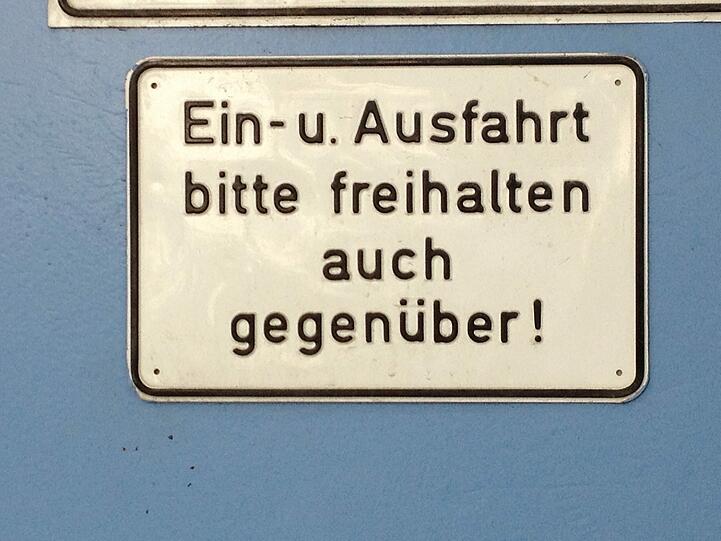 Ein- u. Ausfahrt
bitte freihalten
auch
gegenüber!